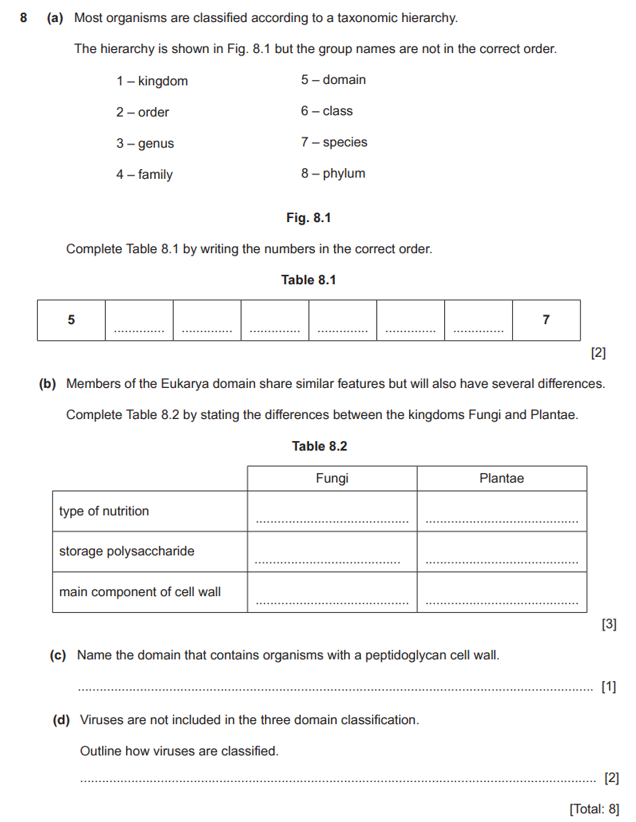 8 (a) Most organisms are classified according to a taxonomic hierarchy.
The hierarchy is shown in Fig. 8.1 but the group names are not in the correct order.
1 – kingdom 5 – domain
2 – order 6 – class
3 – genus 7 – species
4 – family 8 – phylum
Fig. 8.1
Complete Table 8.1 by writing the numbers in the correct order.
Table 8.1
5 .............. .............. .............. .............. .............. .............. 7
[2]
(b) Members of the Eukarya domain share similar features but will also have several differences.
Complete Table 8.2 by stating the differences between the kingdoms Fungi and Plantae.
Table 8.2
Fungi Plantae
type of nutrition .......................................... ..........................................
storage polysaccharide .......................................... ..........................................
main component of cell wall .......................................... ..........................................
[3]
(c) Name the domain that contains organisms with a peptidoglycan cell wall.
.......................................................................................................................................... [1]
(d) Viruses are not included in the three domain classification.
Outline how viruses are classified.
.......................................................................................................................................... [2]
[Total: 8]